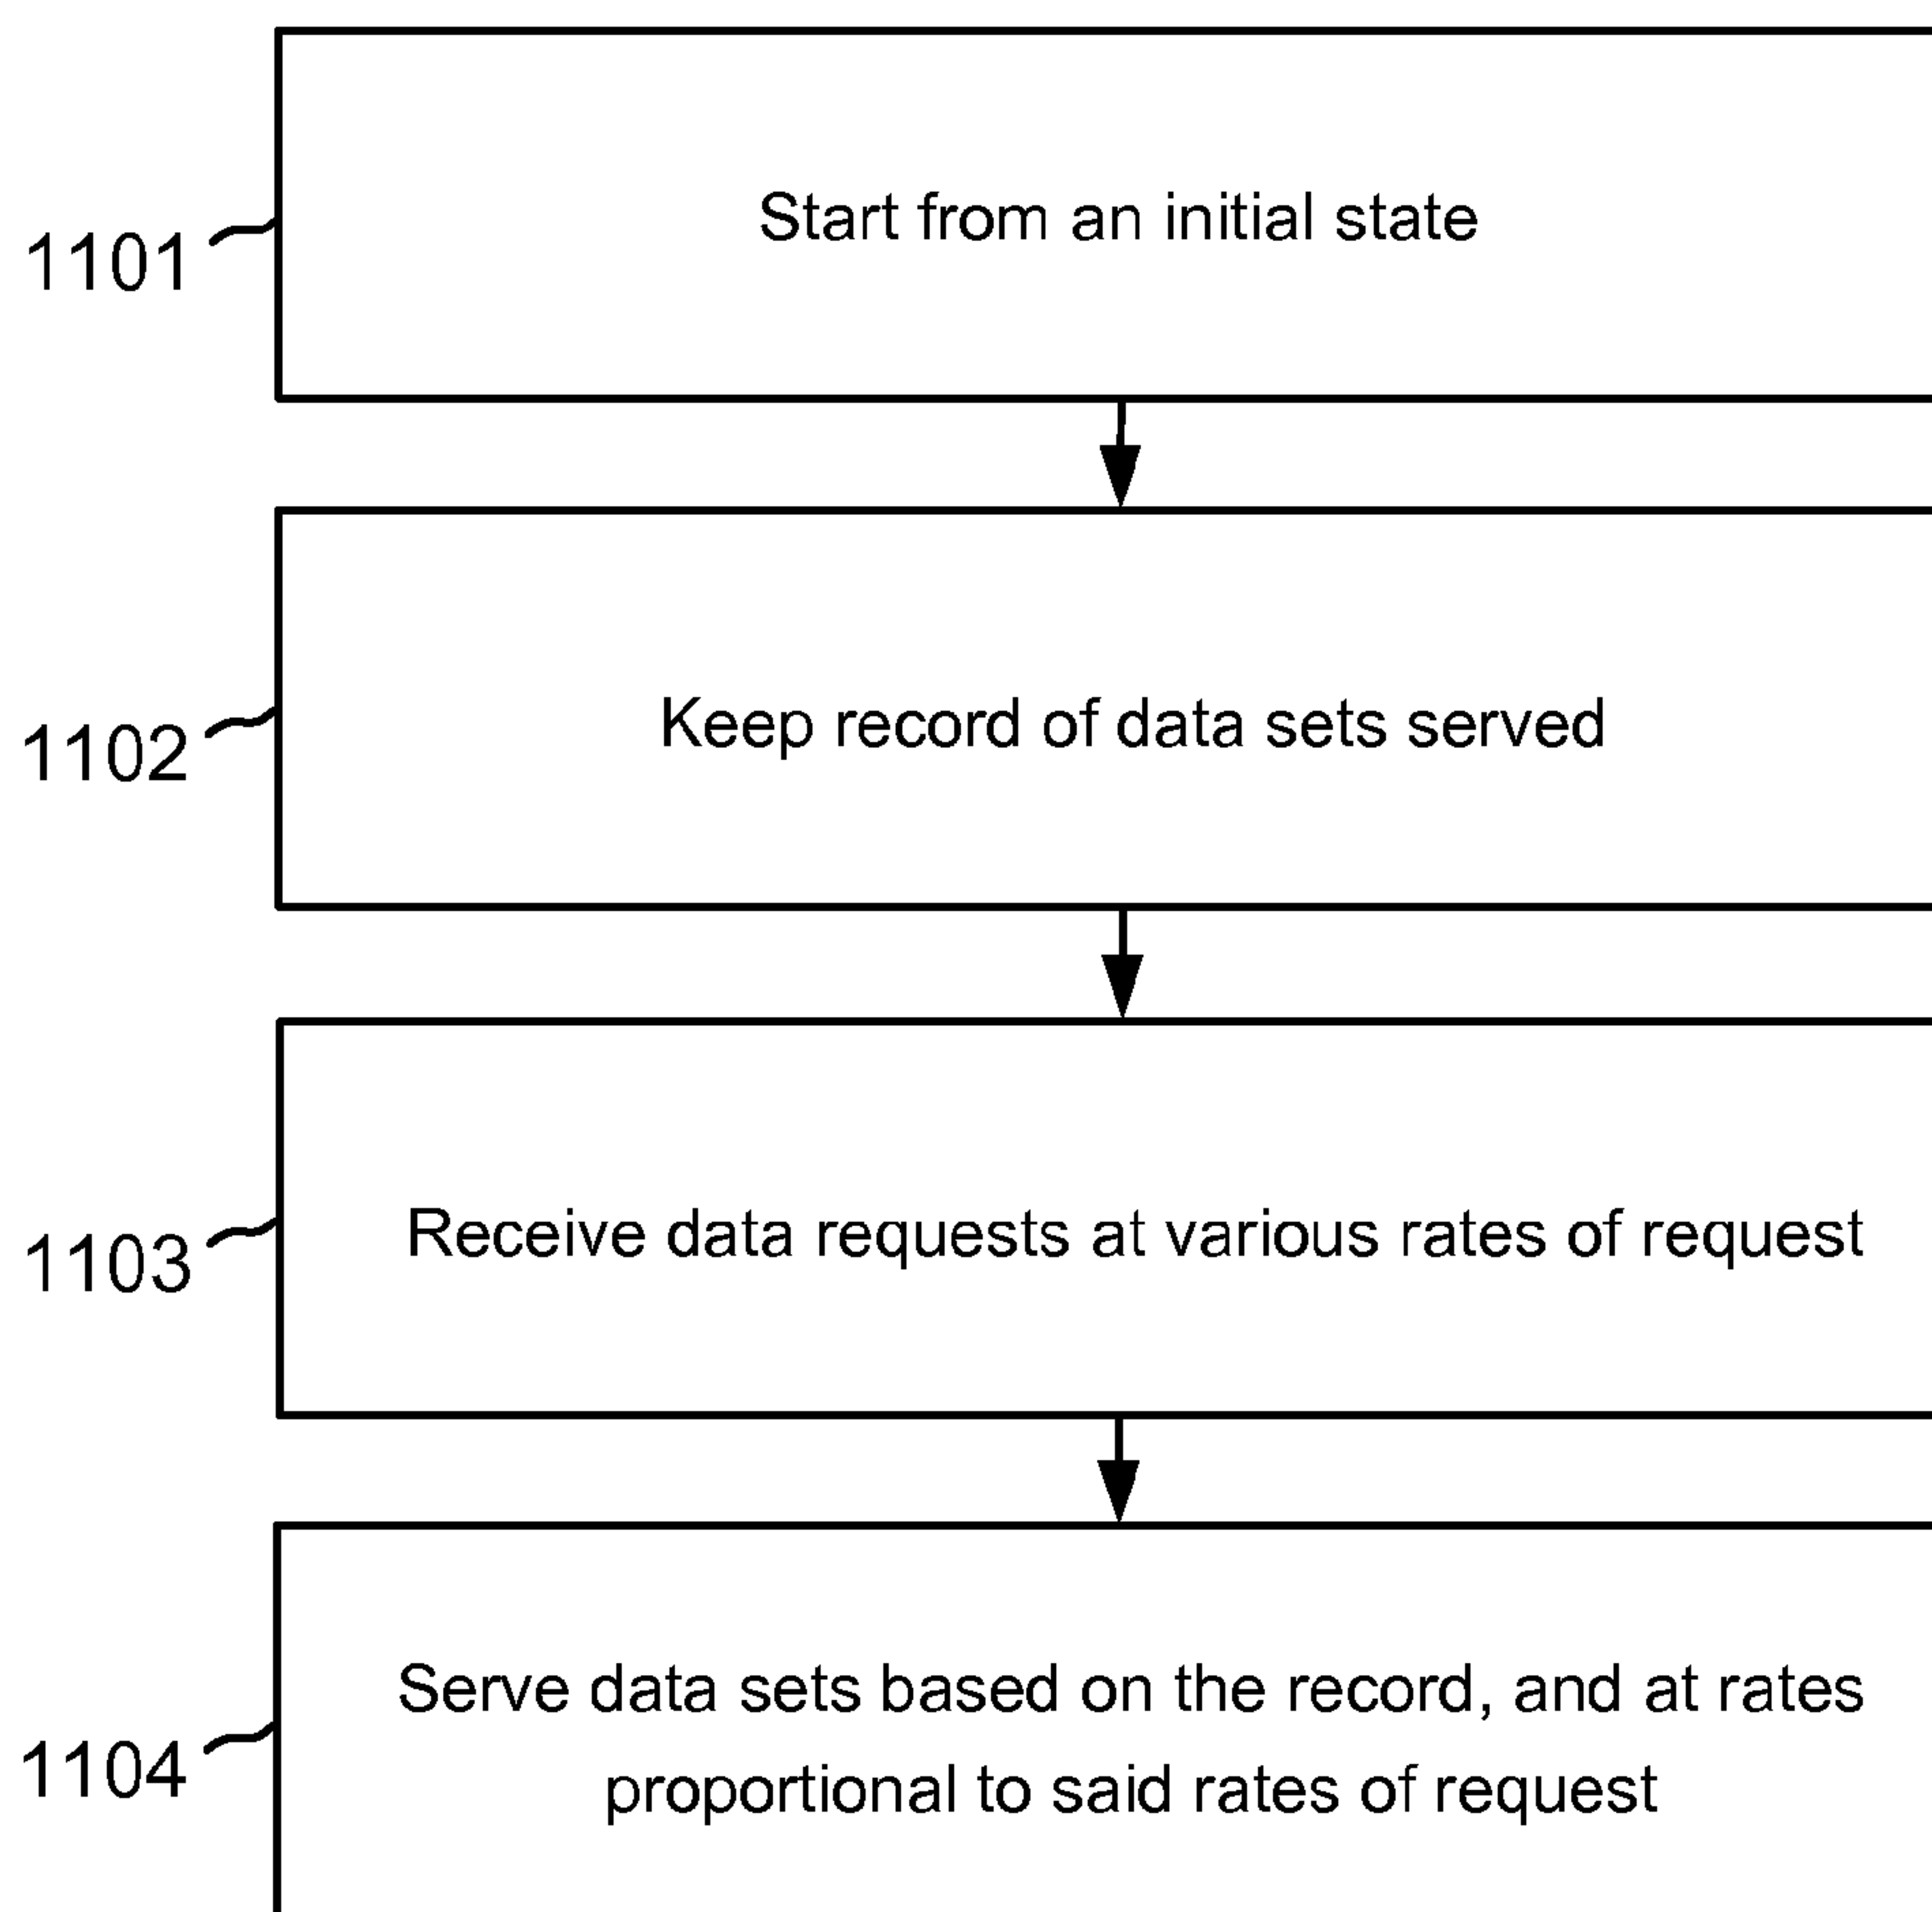 Start from an initial state
1101
Keep record of data sets served
1102
Receive data requests at various rates of request
1103
Serve data sets based on the record, and at rates
proportional to said rates of request
1104